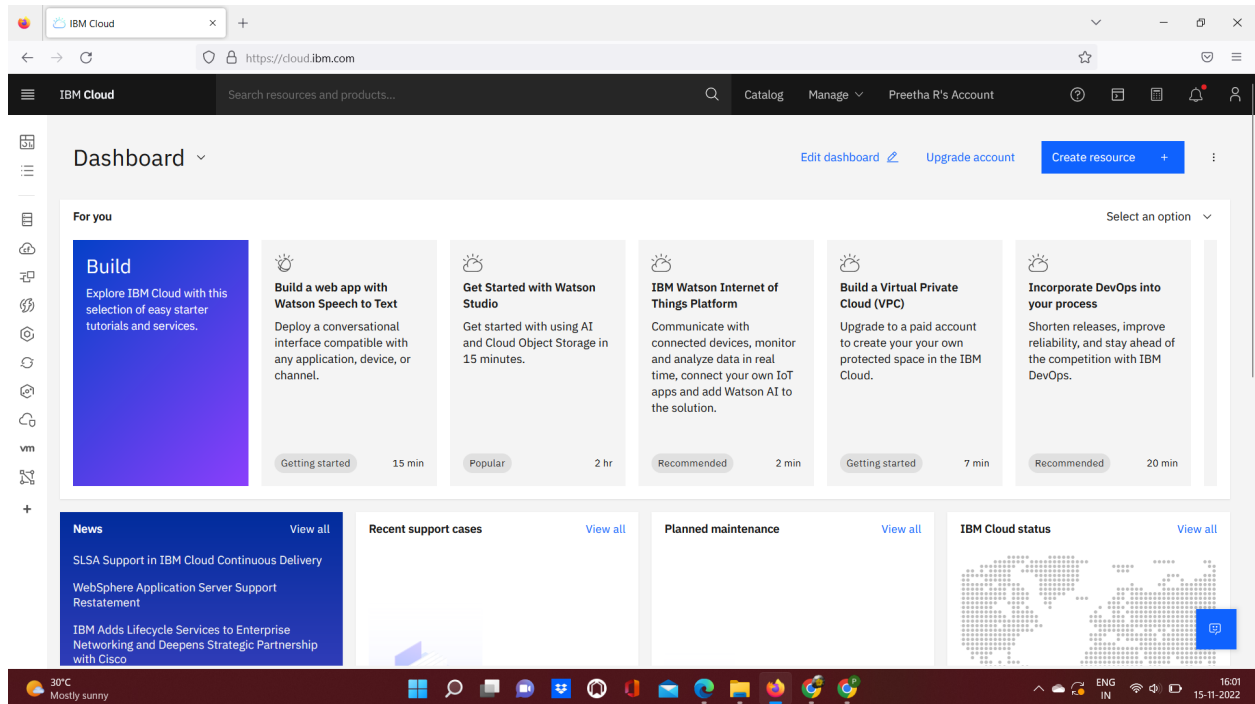 IBM Cloud
https://cloud.ibm.com
IBM Cloud
Search resources and products...
Catalog
Manage
Preetha R's Account
Dashboard
Edit dashboard
Upgrade account
Create resource +
For you
Select an option
Build
Explore IBM Cloud with this
selection of easy starter
tutorials and services.
Build a web app with
Watson Speech to Text
Deploy a conversational
interface compatible with
any application, device, or
channel.
Getting started
15 min
Get Started with Watson
Studio
Get started with using AI
and Cloud Object Storage in
15 minutes.
Popular
2 hr
IBM Watson Internet of
Things Platform
Communicate with
connected devices, monitor
and analyze data in real
time, connect your own IoT
apps and add Watson AI to
the solution.
Recommended
2 min
Build a Virtual Private
Cloud (VPC)
Upgrade to a paid account
to create your your own
protected space in the IBM
Cloud.
Getting started
7 min
Incorporate DevOps into
your process
Shorten releases, improve
reliability, and stay ahead of
the competition with IBM
DevOps.
Recommended
20 min
vm
News
View all
SLSA Support in IBM Cloud Continuous Delivery
WebSphere Application Server Support
Restatement
IBM Adds Lifecycle Services to Enterprise
Networking and Deepens Strategic Partnership
with Cisco
Recent support cases
View all
Planned maintenance
View all
IBM Cloud status
View all
30°C
Mostly sunny
ENG
IN
16:01
15-11-2022